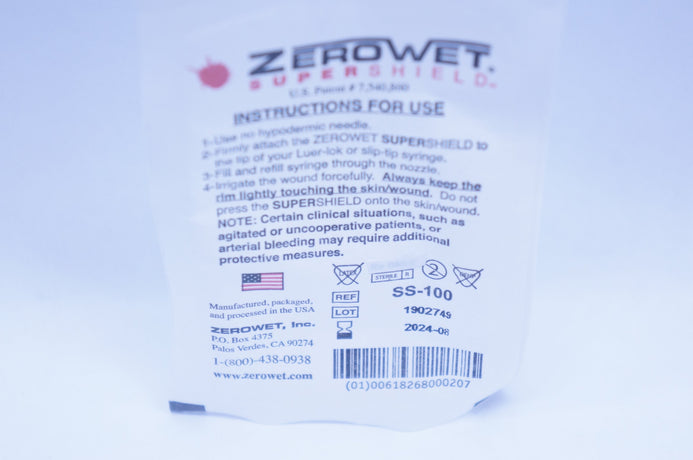 ZEROWET.
SUPERSHIELD
U.S. Patent # 7,540,800
INSTRUCTIONS FOR USE
1-Use no hypodermic needle.
2-Firmly attach the ZEROWET SUPERSHIELD to
the tip of your Luer-lok or slip-tip syringe.
3-Fill and refill syringe through the nozzle.
4-Irrigate the wound forcefully. Always keep the
rim lightly touching the skin/wound. Do not
press the SUPERSHIELD onto the skin/wound.
NOTE: Certain clinical situations, such as
agitated or uncooperative patients, or
arterial bleeding may require additional
protective measures.
LATEX STERILE R 2
Manufactured, packaged,
and processed in the USA
ZEROWET, Inc.
P.O. Box 4375
Palos Verdes, CA 90274
1-(800)-438-0938
www.zerowet.com
REF SS-100
LOT 1902749
2024-08
(01)00618268000207